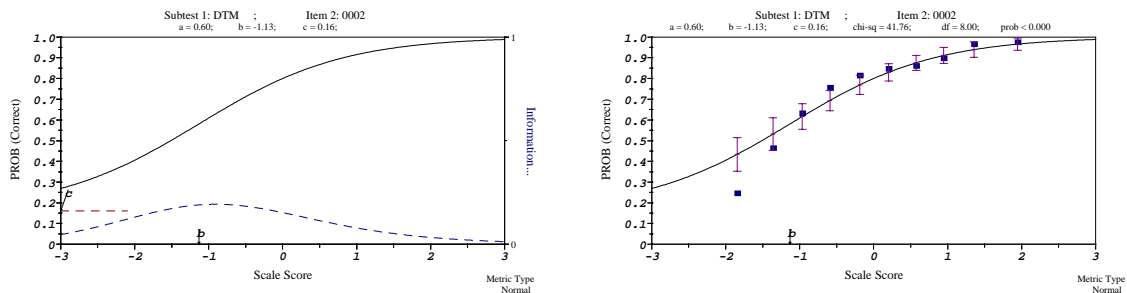 Subtest 1: DTM ; Item 2: 0002
a = 0.60; b = -1.13; c = 0.16;
1.0
0.9
0.8
0.7
0.6
0.5
0.4
0.3
0.2
0.1
0
PROB (Correct)
c
b
1
0
Information...
-3 -2 -1 0 1 2 3
Scale Score
Metric Type
Normal
Subtest 1: DTM ; Item 2: 0002
a = 0.60; b = -1.13; c = 0.16; chi-sq = 41.76; df = 8.00; prob < 0.000
1.0
0.9
0.8
0.7
0.6
0.5
0.4
0.3
0.2
0.1
0
PROB (Correct)
b
-3 -2 -1 0 1 2 3
Scale Score
Metric Type
Normal